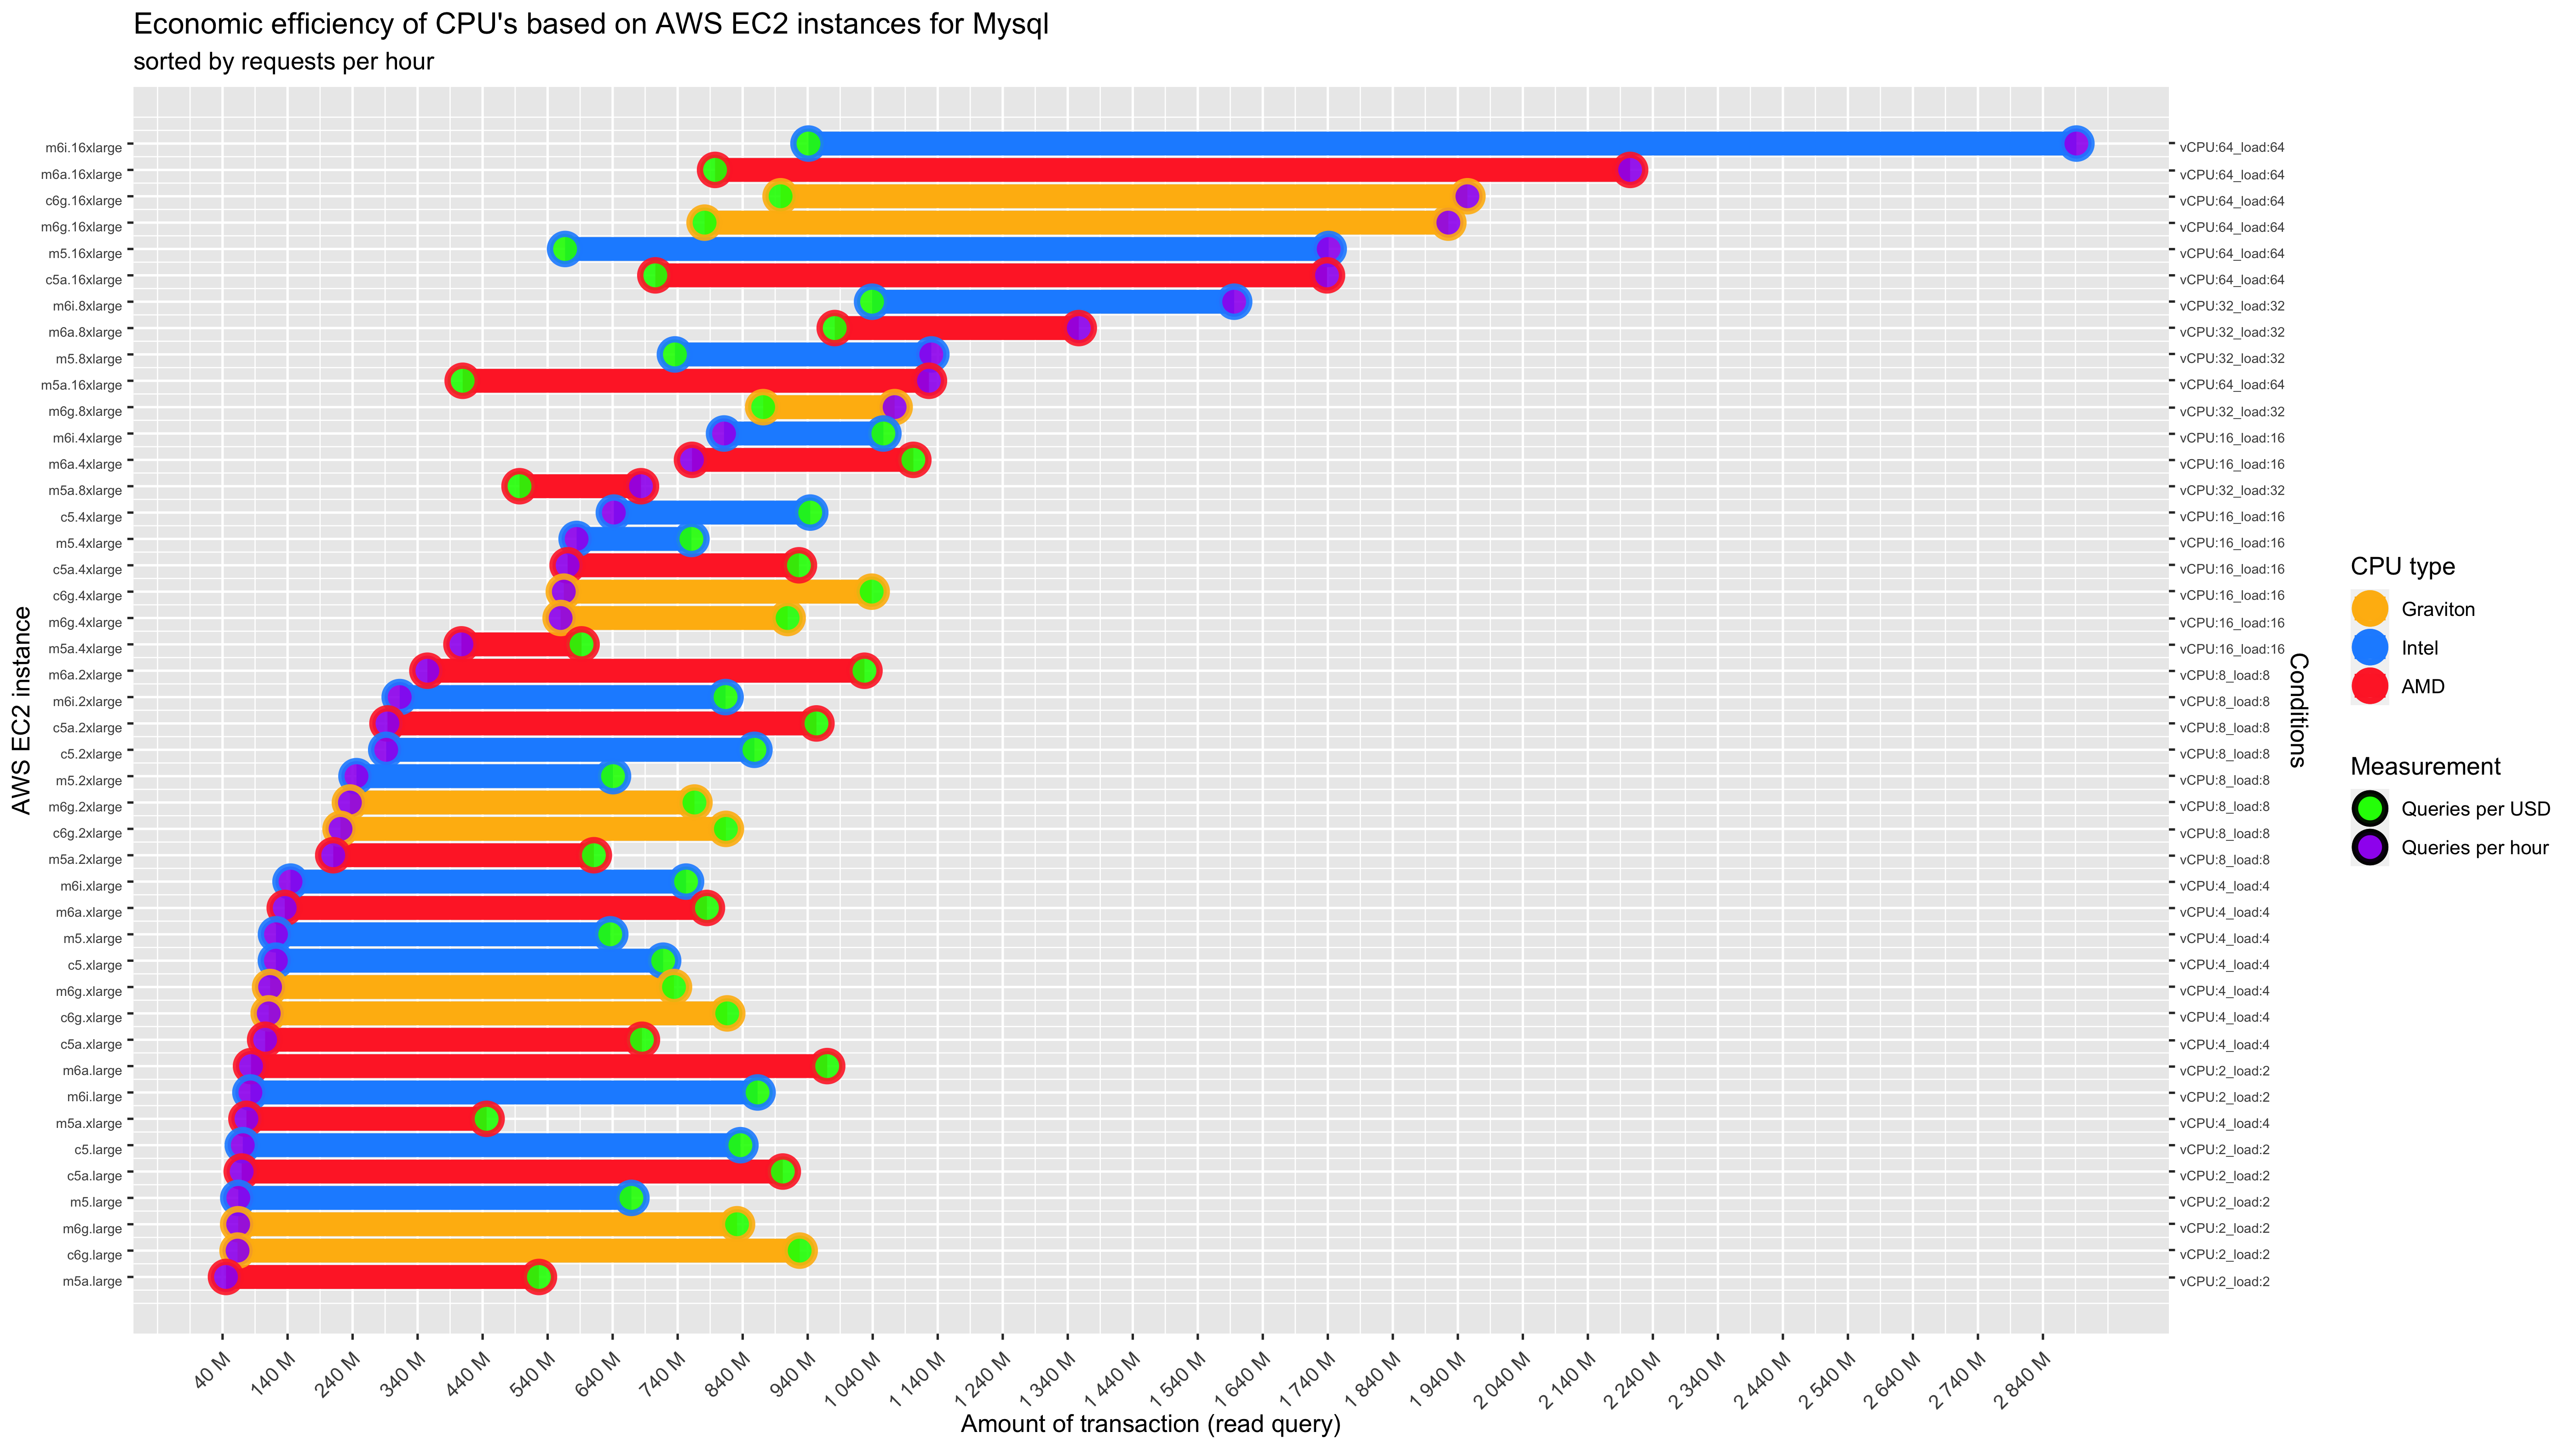 Economic efficiency of CPU's based on AWS EC2 instances for Mysql
sorted by requests per hour
AWS EC2 instance
m6i.16xlarge
m6a.16xlarge
c6g.16xlarge
m6g.16xlarge
m5.16xlarge
c5a.16xlarge
m6i.8xlarge
m6a.8xlarge
m5.8xlarge
m5a.16xlarge
m6g.8xlarge
m6i.4xlarge
m6a.4xlarge
m5a.8xlarge
c5.4xlarge
m5.4xlarge
c5a.4xlarge
c6g.4xlarge
m6g.4xlarge
m5a.4xlarge
m6a.2xlarge
m6i.2xlarge
c5a.2xlarge
c5.2xlarge
m5.2xlarge
m6g.2xlarge
c6g.2xlarge
m5a.2xlarge
m6i.xlarge
m6a.xlarge
m5.xlarge
c5.xlarge
m6g.xlarge
c6g.xlarge
c5a.xlarge
m6a.large
m6i.large
m5a.xlarge
c5.large
c5a.large
m5.large
m6g.large
c6g.large
m5a.large
vCPU:64_load:64
vCPU:64_load:64
vCPU:64_load:64
vCPU:64_load:64
vCPU:64_load:64
vCPU:64_load:64
vCPU:32_load:32
vCPU:32_load:32
vCPU:32_load:32
vCPU:64_load:64
vCPU:32_load:32
vCPU:16_load:16
vCPU:16_load:16
vCPU:32_load:32
vCPU:16_load:16
vCPU:16_load:16
vCPU:16_load:16
vCPU:16_load:16
vCPU:16_load:16
vCPU:16_load:16
vCPU:8_load:8
vCPU:8_load:8
vCPU:8_load:8
vCPU:8_load:8
vCPU:8_load:8
vCPU:8_load:8
vCPU:8_load:8
vCPU:8_load:8
vCPU:4_load:4
vCPU:4_load:4
vCPU:4_load:4
vCPU:4_load:4
vCPU:4_load:4
vCPU:4_load:4
vCPU:4_load:4
vCPU:2_load:2
vCPU:2_load:2
vCPU:4_load:4
vCPU:2_load:2
vCPU:2_load:2
vCPU:2_load:2
vCPU:2_load:2
vCPU:2_load:2
vCPU:2_load:2
Conditions
40 M
140 M
240 M
340 M
440 M
540 M
640 M
740 M
840 M
940 M
1 040 M
1 140 M
1 240 M
1 340 M
1 440 M
1 540 M
1 640 M
1 740 M
1 840 M
1 940 M
2 040 M
2 140 M
2 240 M
2 340 M
2 440 M
2 540 M
2 640 M
2 740 M
2 840 M
Amount of transaction (read query)
CPU type
Graviton
Intel
AMD
Measurement
Queries per USD
Queries per hour